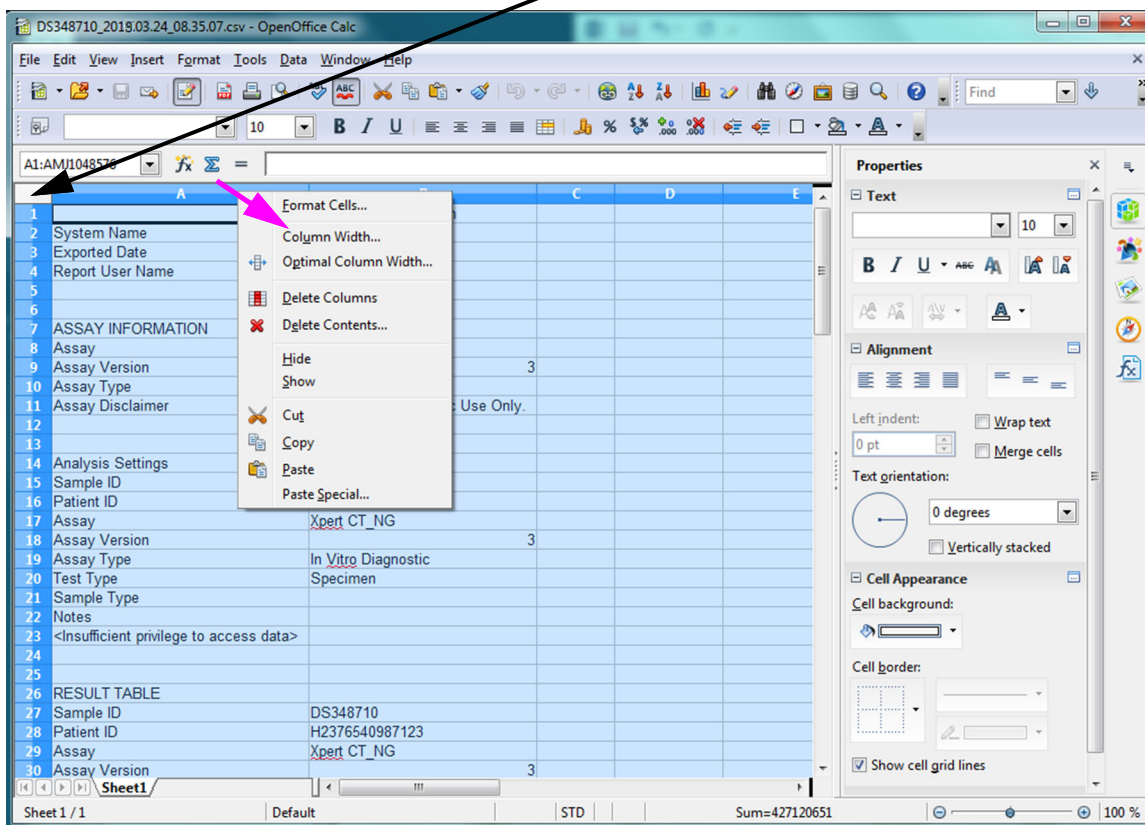 DS348710_2019.03.24_08.35.07.csv - OpenOffice Calc
File Edit View Insert Format Tools Data Window Help
ABC Find
10 B I U
A1:AMJ1048576 fx Σ =
A C D E
1
2 System Name
3 Exported Date
4 Report User Name
5
6
7 ASSAY INFORMATION
8 Assay
9 Assay Version 3
10 Assay Type
11 Assay Disclaimer Use Only.
12
13
14 Analysis Settings
15 Sample ID
16 Patient ID
17 Assay Xpert CT_NG
18 Assay Version 3
19 Assay Type In Vitro Diagnostic
20 Test Type Specimen
21 Sample Type
22 Notes
23 <Insufficient privilege to access data>
24
25
26 RESULT TABLE
27 Sample ID DS348710
28 Patient ID H2376540987123
29 Assay Xpert CT_NG
30 Assay Version 3
Format Cells...
Column Width...
Optimal Column Width...
Delete Columns
Delete Contents...
Hide
Show
Cut
Copy
Paste
Paste Special...
Properties
Text
10
B I U ABC
Alignment
Left indent:
Wrap text
0 pt
Merge cells
Text orientation:
0 degrees
Vertically stacked
Cell Appearance
Cell background:
Cell border:
Show cell grid lines
Sheet1
Sheet 1 / 1 Default STD Sum=427120651 100 %